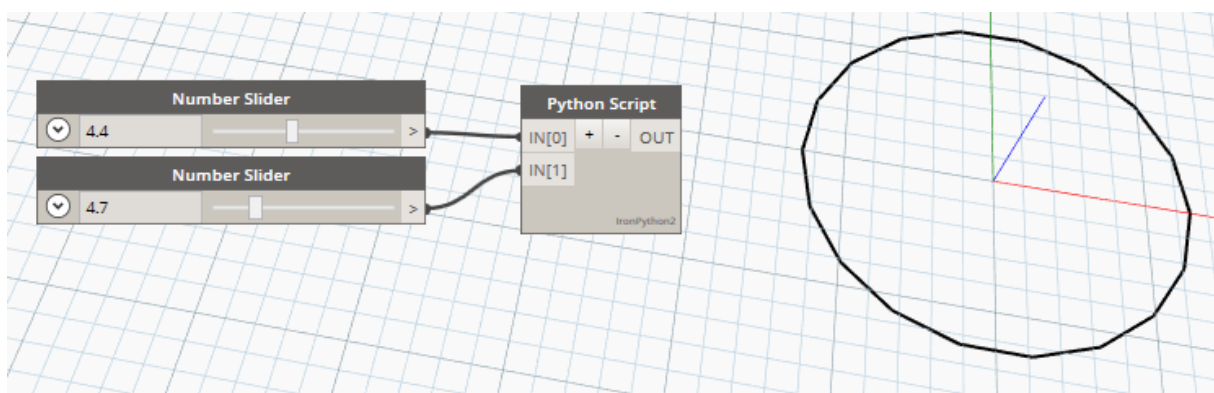 Number Slider
4.4 >
Number Slider
4.7 >
Python Script
IN[0] + - OUT
IN[1]
IronPython2